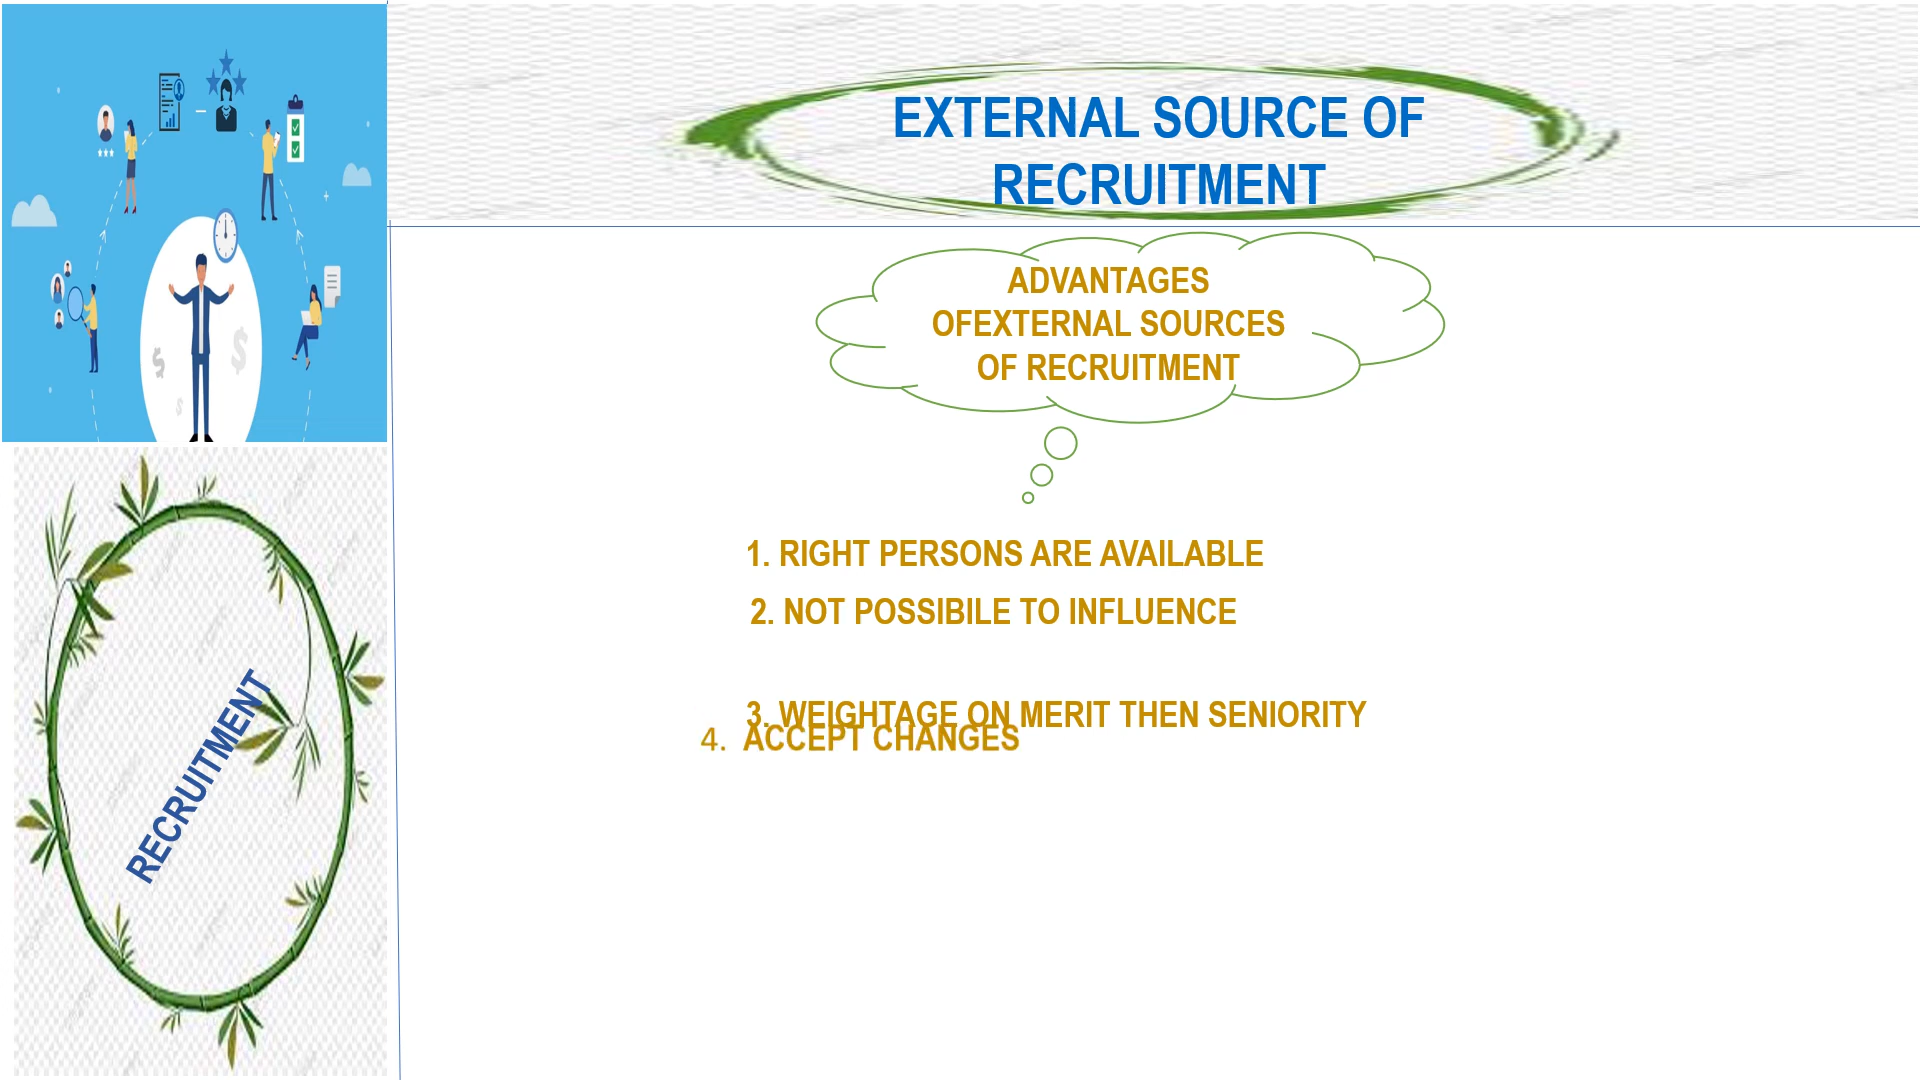 EXTERNAL SOURCE OF
RECRUITMENT
ADVANTAGES
OFEXTERNAL SOURCES
OF RECRUITMENT
1. RIGHT PERSONS ARE AVAILABLE
2. NOT POSSIBILE TO INFLUENCE
3. WEIGHTAGE ON MERIT THEN SENIORITY
4. ACCEPT CHANGES
RECRUITMENT